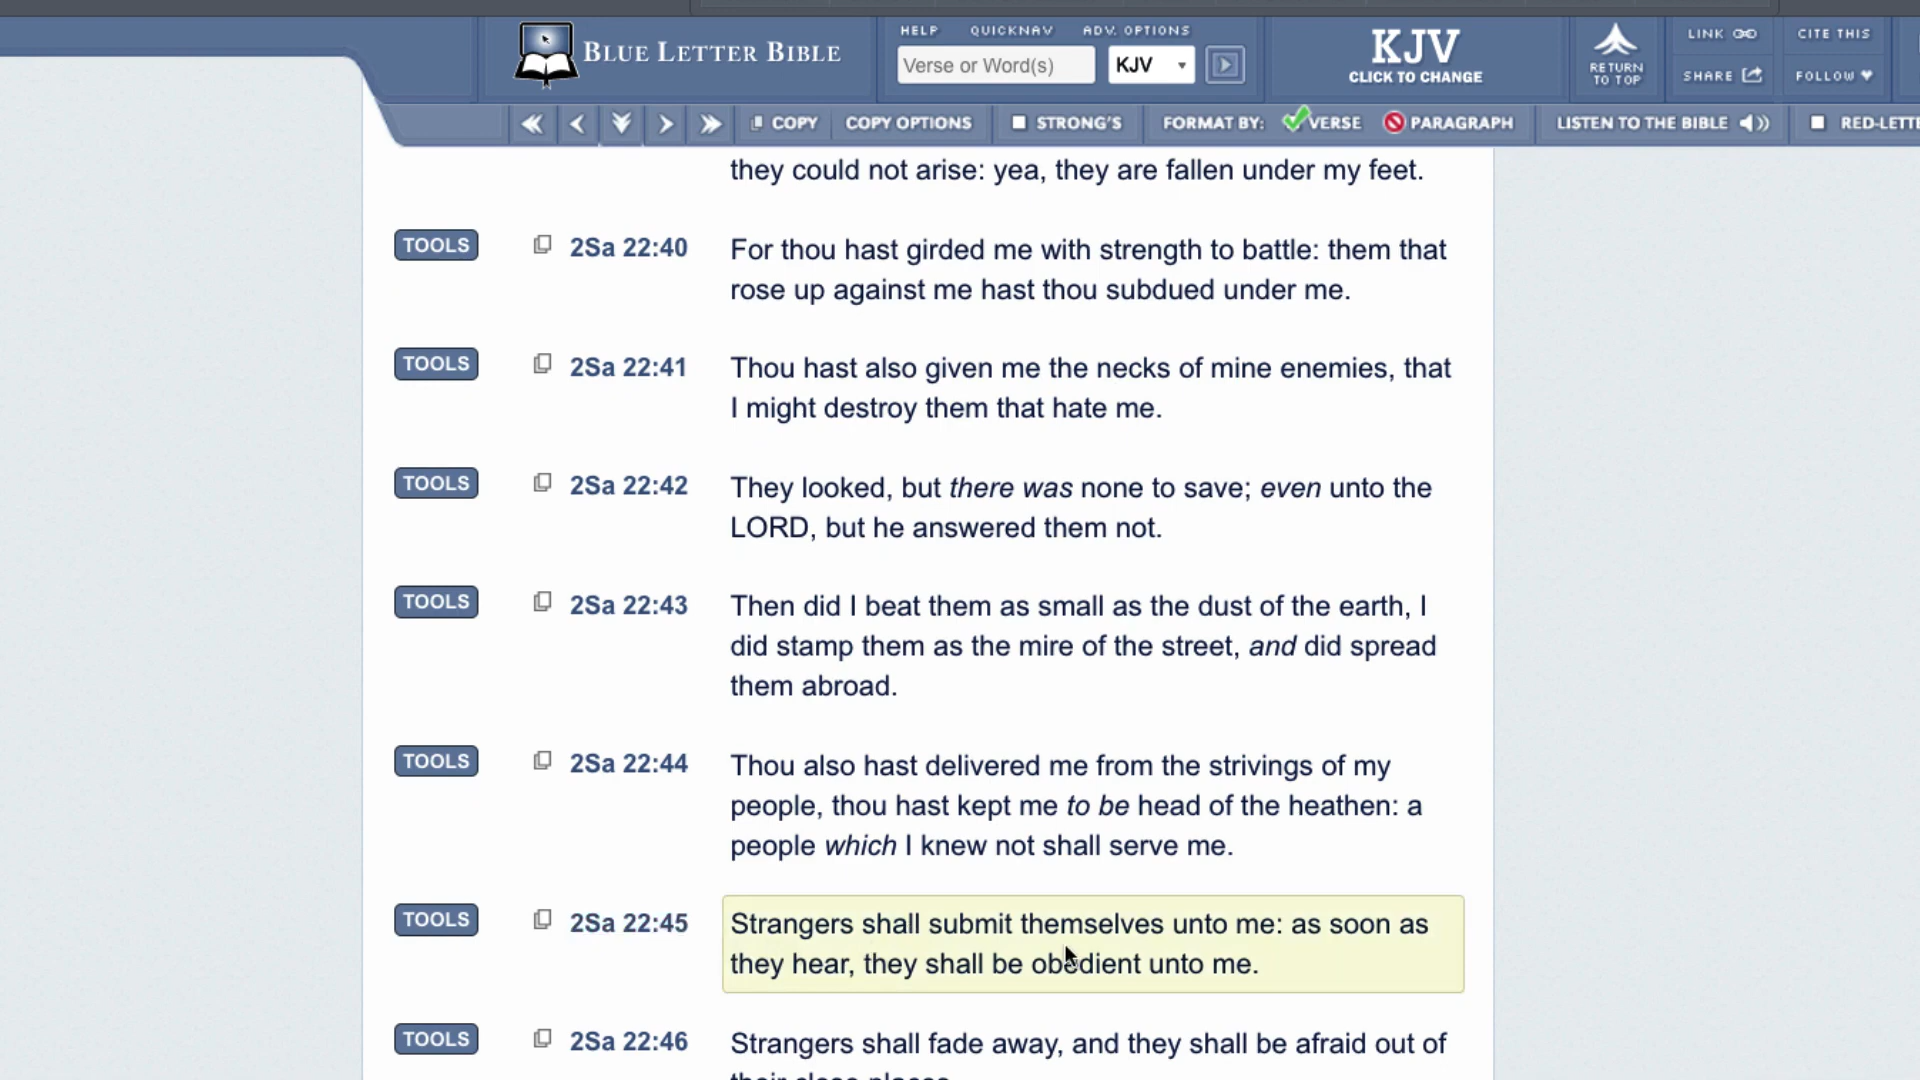 HELP QUICKNAV ADV. OPTIONS
BLUE LETTER BIBLE
Verse or Word(s) KJV
KJV
CLICK TO CHANGE
RETURN
TO TOP
LINK
SHARE
CITE THIS
FOLLOW
COPY COPY OPTIONS STRONG'S FORMAT BY: VERSE PARAGRAPH LISTEN TO THE BIBLE RED-LETTE
they could not arise: yea, they are fallen under my feet.
TOOLS 2Sa 22:40 For thou hast girded me with strength to battle: them that
rose up against me hast thou subdued under me.
TOOLS 2Sa 22:41 Thou hast also given me the necks of mine enemies, that
I might destroy them that hate me.
TOOLS 2Sa 22:42 They looked, but there was none to save; even unto the
LORD, but he answered them not.
TOOLS 2Sa 22:43 Then did I beat them as small as the dust of the earth, I
did stamp them as the mire of the street, and did spread
them abroad.
TOOLS 2Sa 22:44 Thou also hast delivered me from the strivings of my
people, thou hast kept me to be head of the heathen: a
people which I knew not shall serve me.
TOOLS 2Sa 22:45 Strangers shall submit themselves unto me: as soon as
they hear, they shall be obedient unto me.
TOOLS 2Sa 22:46 Strangers shall fade away, and they shall be afraid out of
their close places.